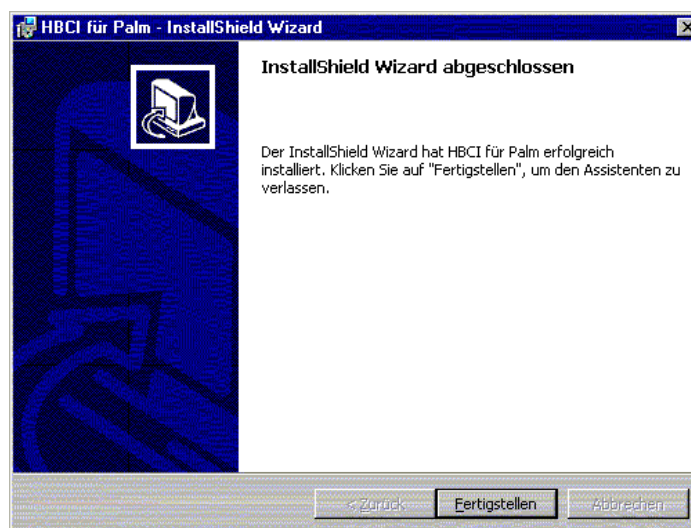 HBCI für Palm - InstallShield Wizard
InstallShield Wizard abgeschlossen
Der InstallShield Wizard hat HBCI für Palm erfolgreich
installiert. Klicken Sie auf "Fertigstellen", um den Assistenten zu
verlassen.
< Zurück
Fertigstellen
Abbrechen